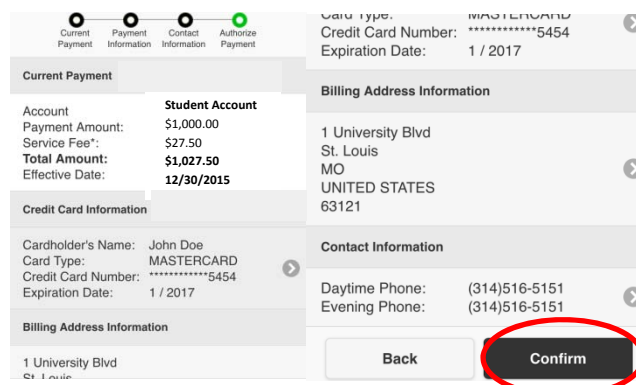 Current Payment Contact Authorize
Payment Information Information Payment
Current Payment
Account Student Account
Payment Amount: $1,000.00
Service Fee*: $27.50
Total Amount: $1,027.50
Effective Date: 12/30/2015
Credit Card Information
Cardholder's Name: John Doe
Card Type: MASTERCARD
Credit Card Number: ************5454
Expiration Date: 1 / 2017
Billing Address Information
1 University Blvd
St. Louis
Card Type: MASTERCARD
Credit Card Number: ************5454
Expiration Date: 1 / 2017
Billing Address Information
1 University Blvd
St. Louis
MO
UNITED STATES
63121
Contact Information
Daytime Phone: (314)516-5151
Evening Phone: (314)516-5151
Back Confirm